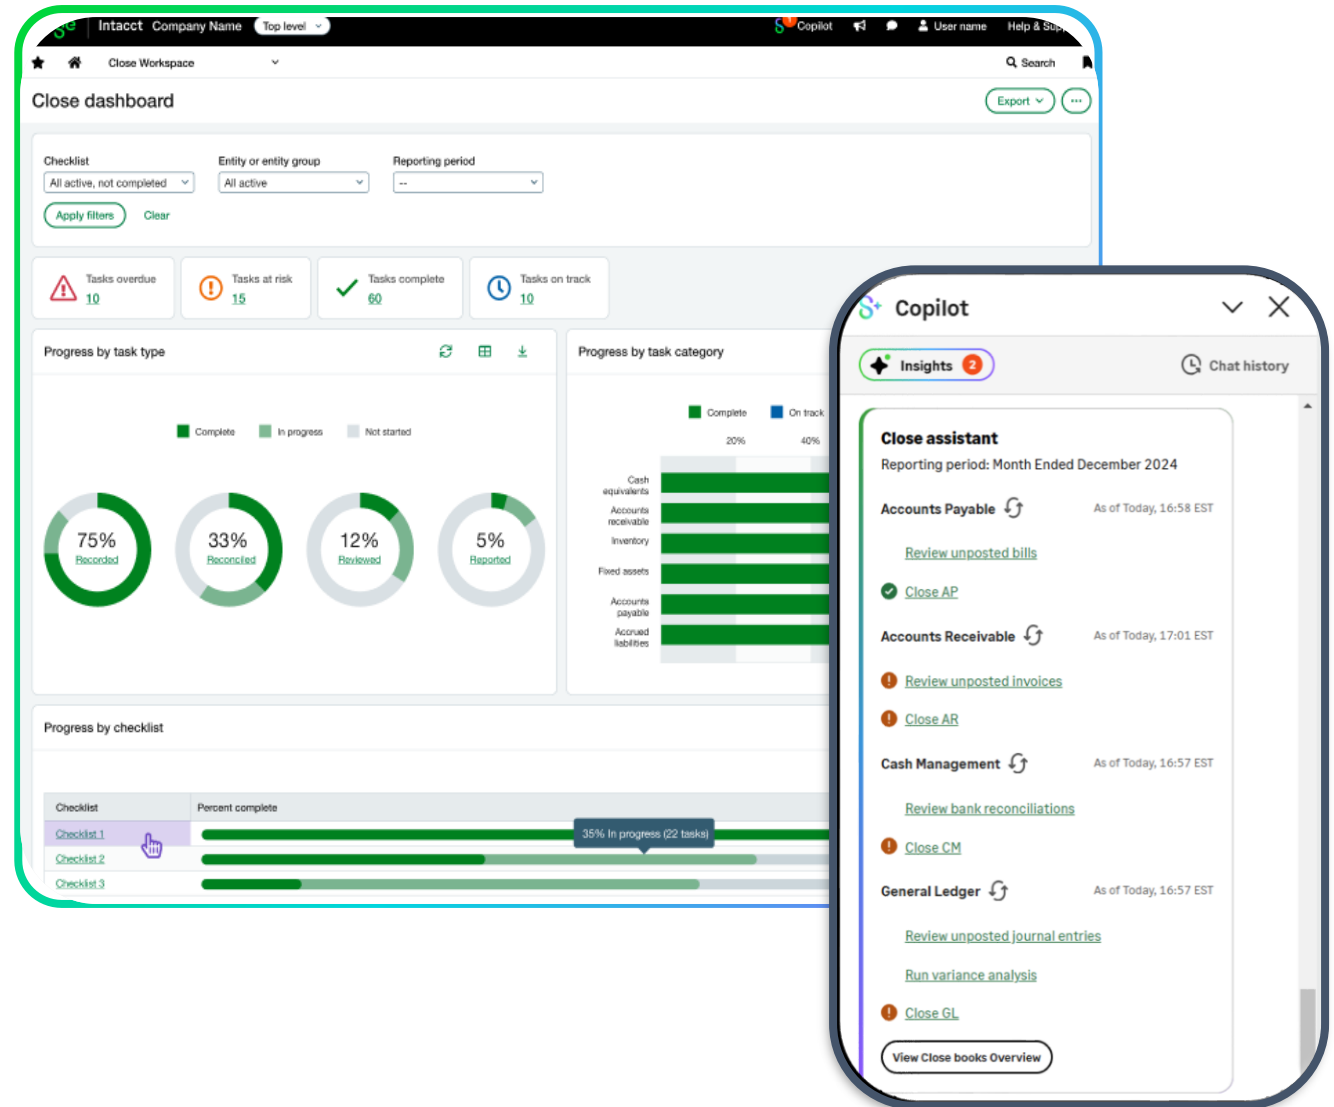 Intacct Company Name Top level
1 Copilot User name Help &
Close Workspace
Search
Close dashboard
Export
Checklist Entity or entity group Reporting period
All active, not completed All active --
Apply filters Clear
Tasks overdue
10
Tasks at risk
15
Tasks complete
60
Tasks on track
10
Progress by task type
Complete In progress Not started
75%
Recorded
33%
Reconciled
12%
Reviewed
5%
Reported
Progress by task category
Complete On track
20% 40%
Cash
equivalents
Accounts
receivable
Inventory
Fixed assets
Accounts
payable
Accrued
liabilities
Progress by checklist
Checklist Percent complete
Checklist 1
35% In progress (22 tasks)
Checklist 2
Checklist 3
Copilot
Insights 2
Chat history
Close assistant
Reporting period: Month Ended December 2024
Accounts Payable As of Today, 16:58 EST
Review unposted bills
Close AP
Accounts Receivable As of Today, 17:01 EST
Review unposted invoices
Close AR
Cash Management As of Today, 16:57 EST
Review bank reconciliations
Close CM
General Ledger As of Today, 16:57 EST
Review unposted journal entries
Run variance analysis
Close GL
View Close books Overview